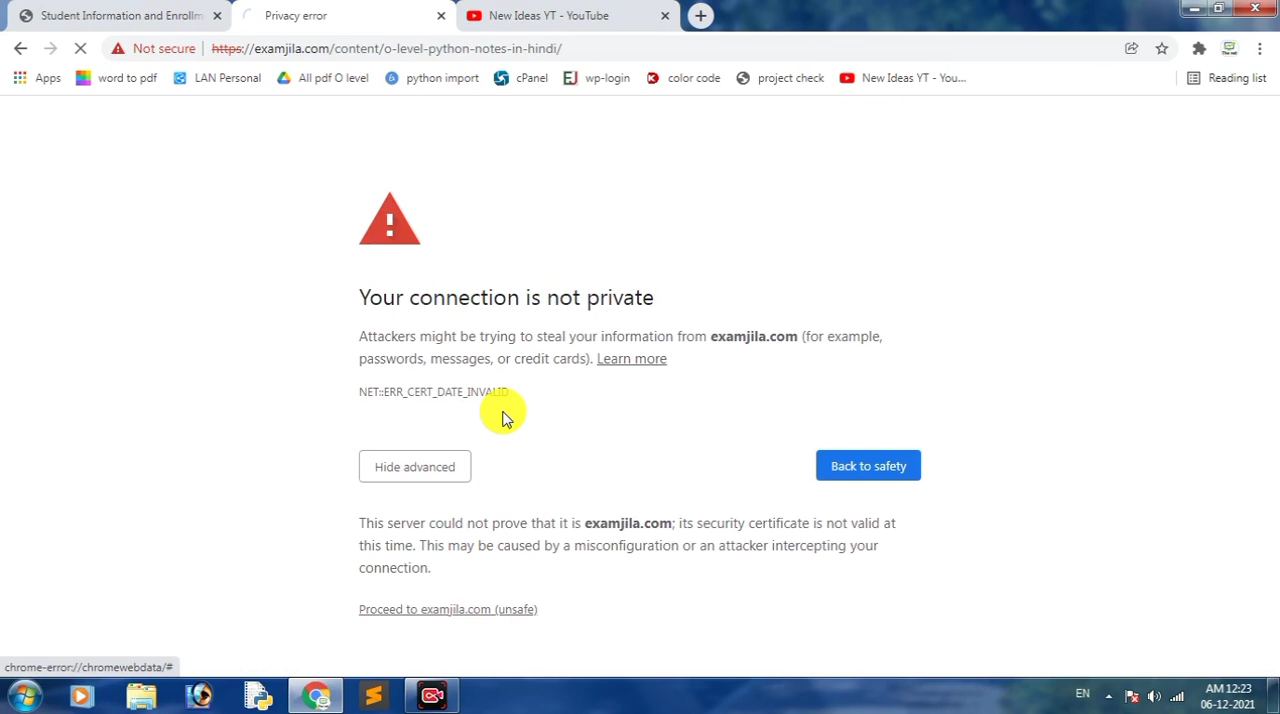 Student Information and Enrollm
Privacy error
New Ideas YT - YouTube
Not secure
https://examjila.com/content/o-level-python-notes-in-hindi/
Apps
word to pdf
LAN Personal
All pdf O level
python import
cPanel
wp-login
color code
project check
New Ideas YT - You...
Reading list
Your connection is not private
Attackers might be trying to steal your information from examjila.com (for example,
passwords, messages, or credit cards). Learn more
NET::ERR_CERT_DATE_INVALID
Hide advanced
Back to safety
This server could not prove that it is examjila.com; its security certificate is not valid at
this time. This may be caused by a misconfiguration or an attacker intercepting your
connection.
Proceed to examjila.com (unsafe)
chrome-error://chromewebdata/#
EN
AM 12:23
06-12-2021